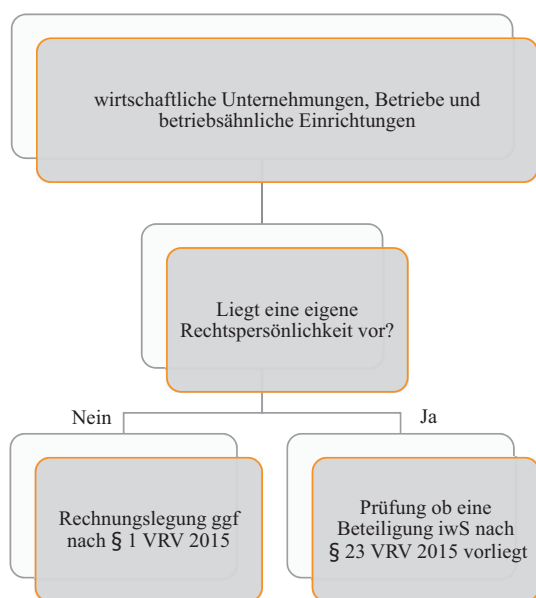 wirtschaftliche Unternehmungen, Betriebe und
betriebsähnliche Einrichtungen
Liegt eine eigene
Rechtspersönlichkeit vor?
Nein
Ja
Rechnungslegung ggf
nach § 1 VRV 2015
Prüfung ob eine
Beteiligung iwS nach
§ 23 VRV 2015 vorliegt